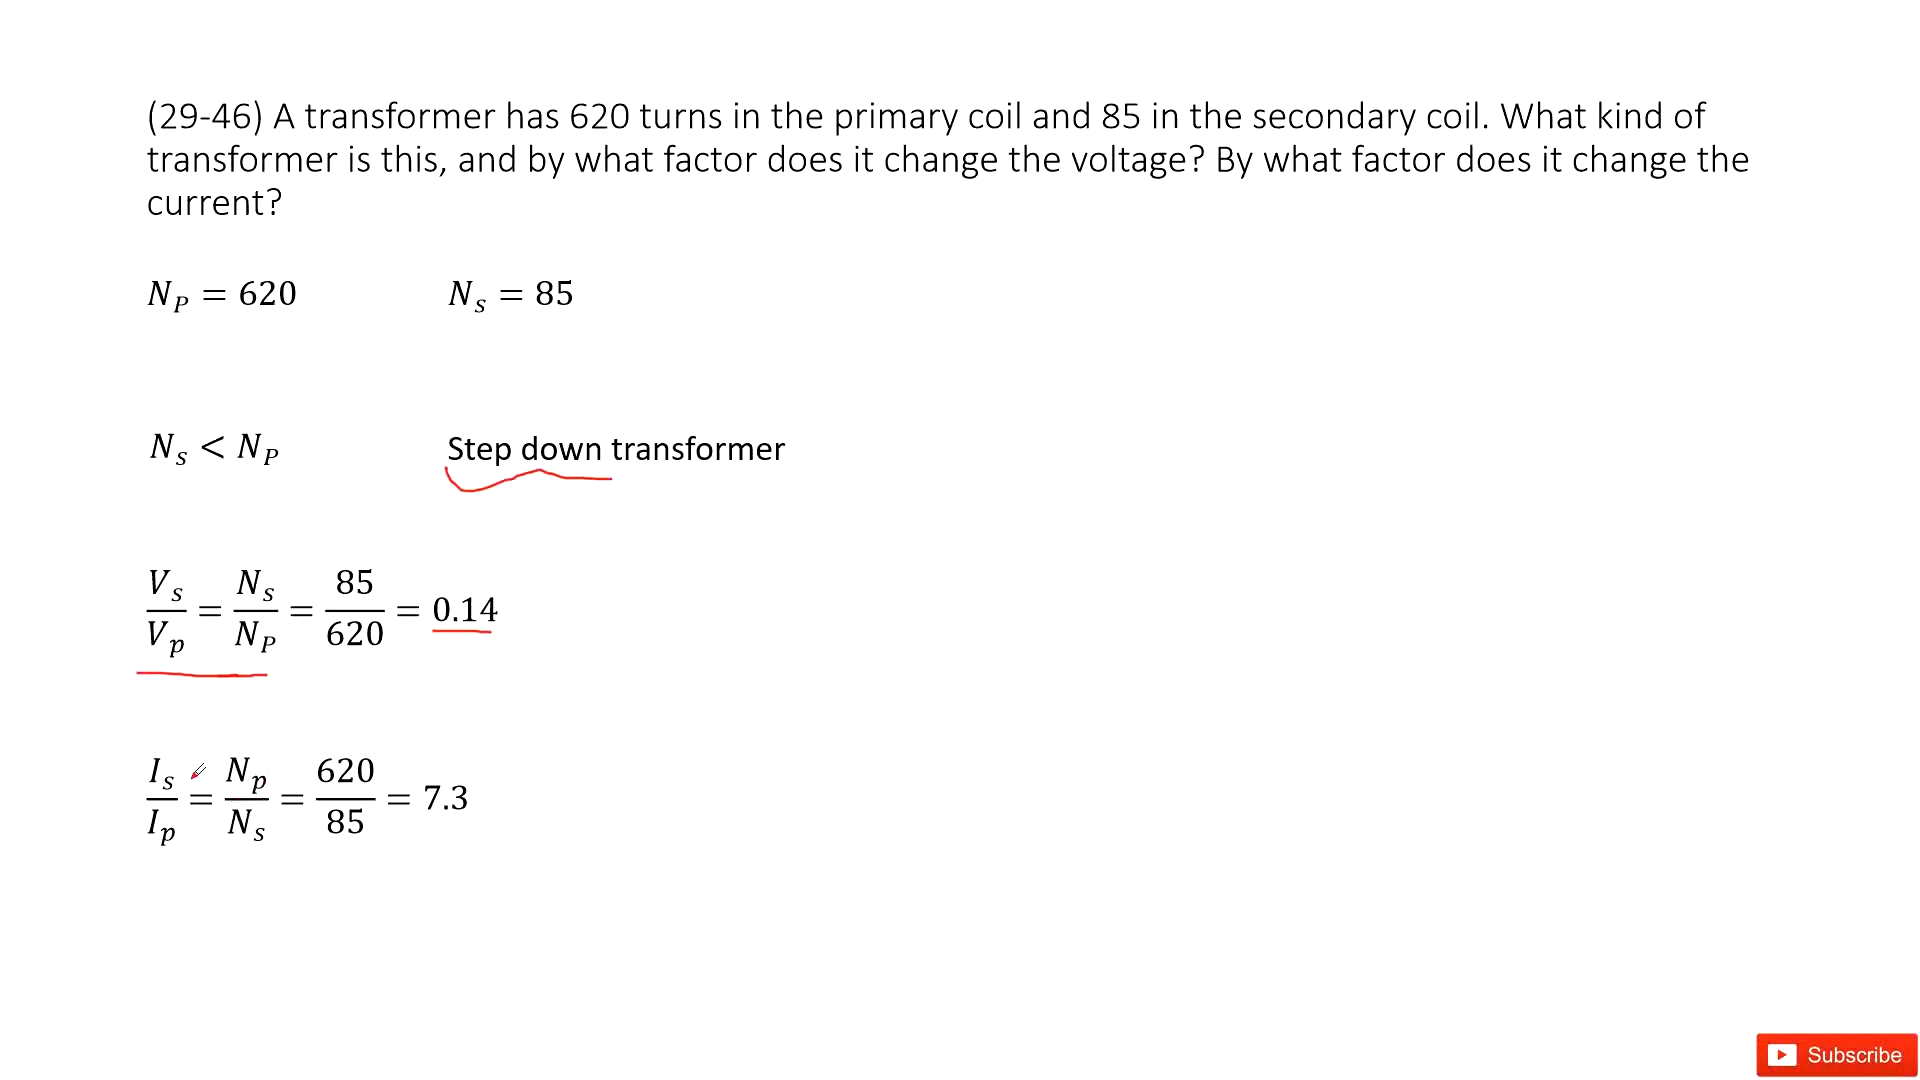 (29-46) A transformer has 620 turns in the primary coil and 85 in the secondary coil. What kind of
transformer is this, and by what factor does it change the voltage? By what factor does it change the
current?
N_P = 620 N_s = 85
N_s < N_P Step down transformer
V_s/V_p = N_s/N_P = 85/620 = 0.14
I_s/I_p = N_p/N_s = 620/85 = 7.3
Subscribe